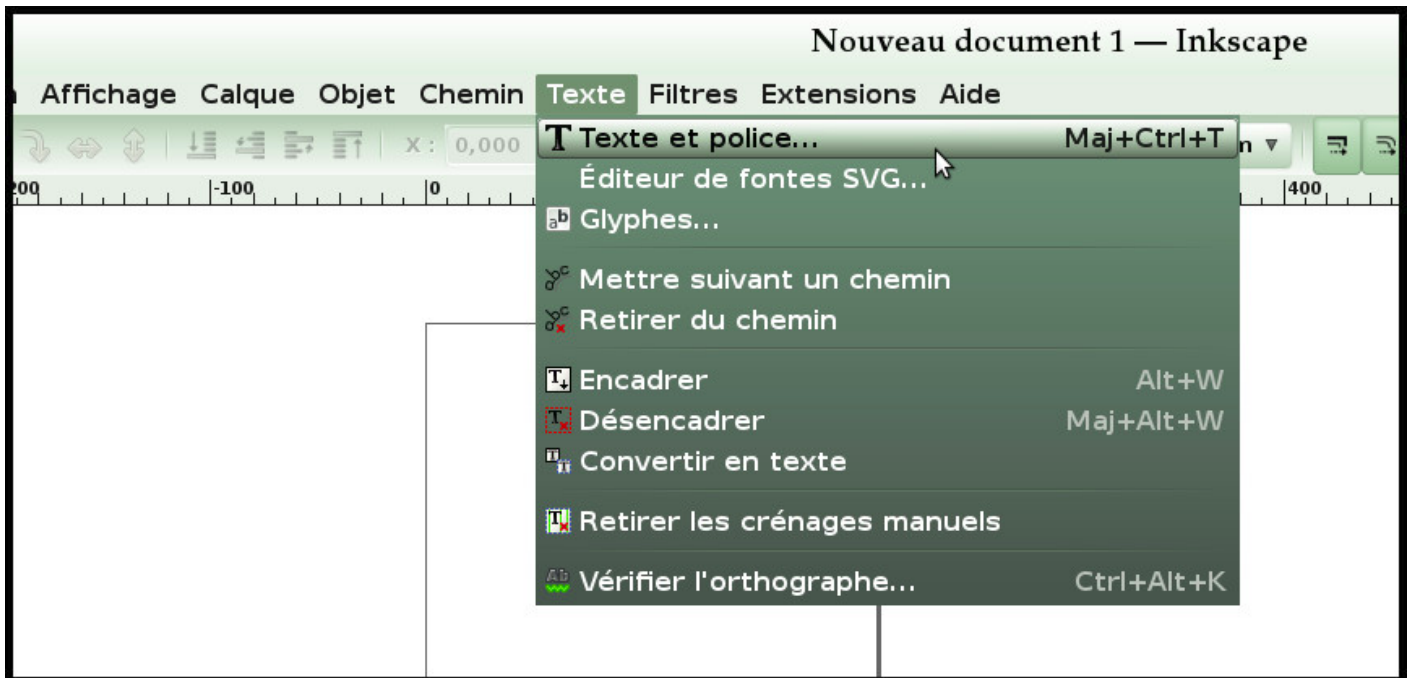 Nouveau document 1 — Inkscape
Affichage Calque Objet Chemin Texte Filtres Extensions Aide
X : 0,000
-100 0 400
Texte et police... Maj+Ctrl+T
Éditeur de fontes SVG...
Glyphes...
Mettre suivant un chemin
Retirer du chemin
Encadrer Alt+W
Désencadrer Maj+Alt+W
Convertir en texte
Retirer les crénages manuels
Vérifier l'orthographe... Ctrl+Alt+K